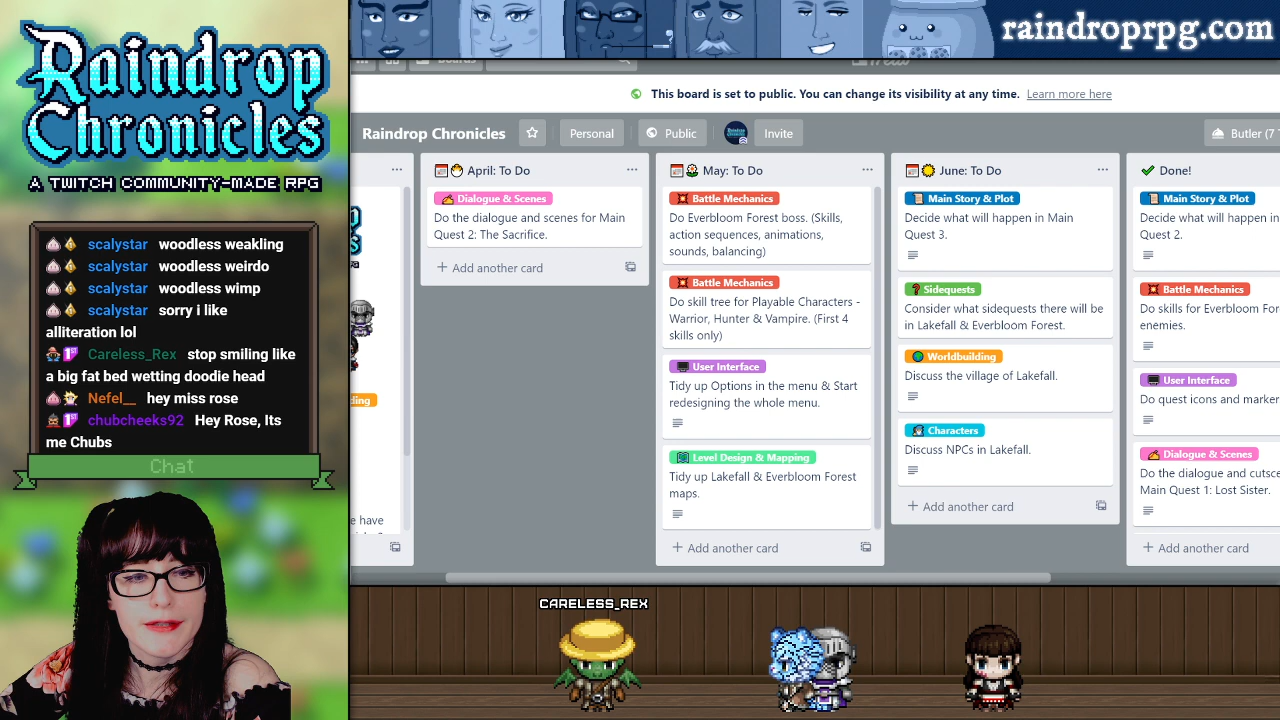 raindroprpg.com
Raindrop
Chronicles
A TWITCH COMMUNITY-MADE RPG
This board is set to public. You can change its visibility at any time. Learn more here
Raindrop Chronicles
Personal
Public
Invite
Butler (7
scalystar woodless weakling
scalystar woodless weirdo
scalystar woodless wimp
scalystar sorry i like
alliteration lol
Careless_Rex stop smiling like
a big fat bed wetting doodie head
Nefel__ hey miss rose
chubcheeks92 Hey Rose, Its
me Chubs
Chat
ding
e have
April: To Do
Dialogue & Scenes
Do the dialogue and scenes for Main
Quest 2: The Sacrifice.
+ Add another card
May: To Do
Battle Mechanics
Do Everbloom Forest boss. (Skills,
action sequences, animations,
sounds, balancing)
Battle Mechanics
Do skill tree for Playable Characters -
Warrior, Hunter & Vampire. (First 4
skills only)
User Interface
Tidy up Options in the menu & Start
redesigning the whole menu.
Level Design & Mapping
Tidy up Lakefall & Everbloom Forest
maps.
+ Add another card
June: To Do
Main Story & Plot
Decide what will happen in Main
Quest 3.
Sidequests
Consider what sidequests there will be
in Lakefall & Everbloom Forest.
Worldbuilding
Discuss the village of Lakefall.
Characters
Discuss NPCs in Lakefall.
+ Add another card
Done!
Main Story & Plot
Decide what will happen in
Quest 2.
Battle Mechanics
Do skills for Everbloom Fores
enemies.
User Interface
Do quest icons and marker
Dialogue & Scenes
Do the dialogue and cutsce
Main Quest 1: Lost Sister.
+ Add another card
CARELESS_REX